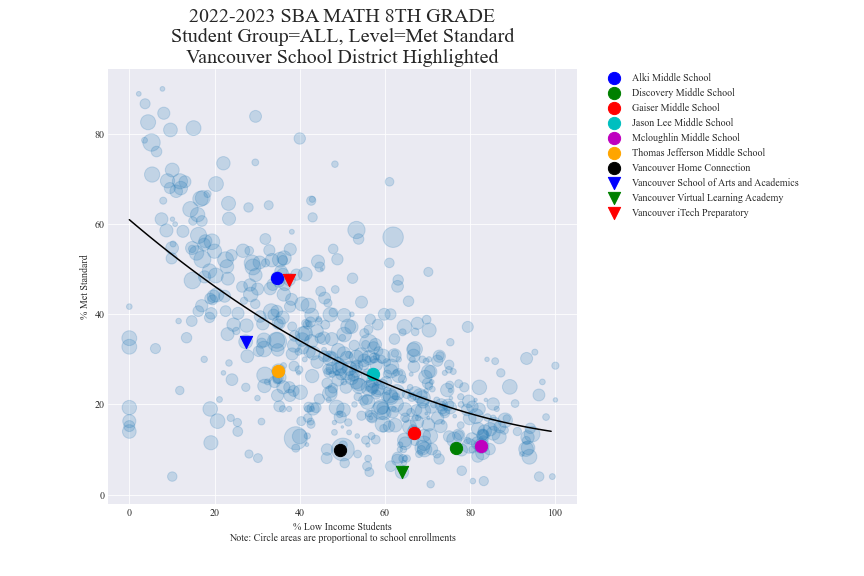 2022-2023 SBA MATH 8TH GRADE
Student Group=ALL, Level=Met Standard
Vancouver School District Highlighted
% Met Standard
80
60
40
20
0
0 20 40 60 80 100
% Low Income Students
Note: Circle areas are proportional to school enrollments
Alki Middle School
Discovery Middle School
Gaiser Middle School
Jason Lee Middle School
Mcloughlin Middle School
Thomas Jefferson Middle School
Vancouver Home Connection
Vancouver School of Arts and Academics
Vancouver Virtual Learning Academy
Vancouver iTech Preparatory